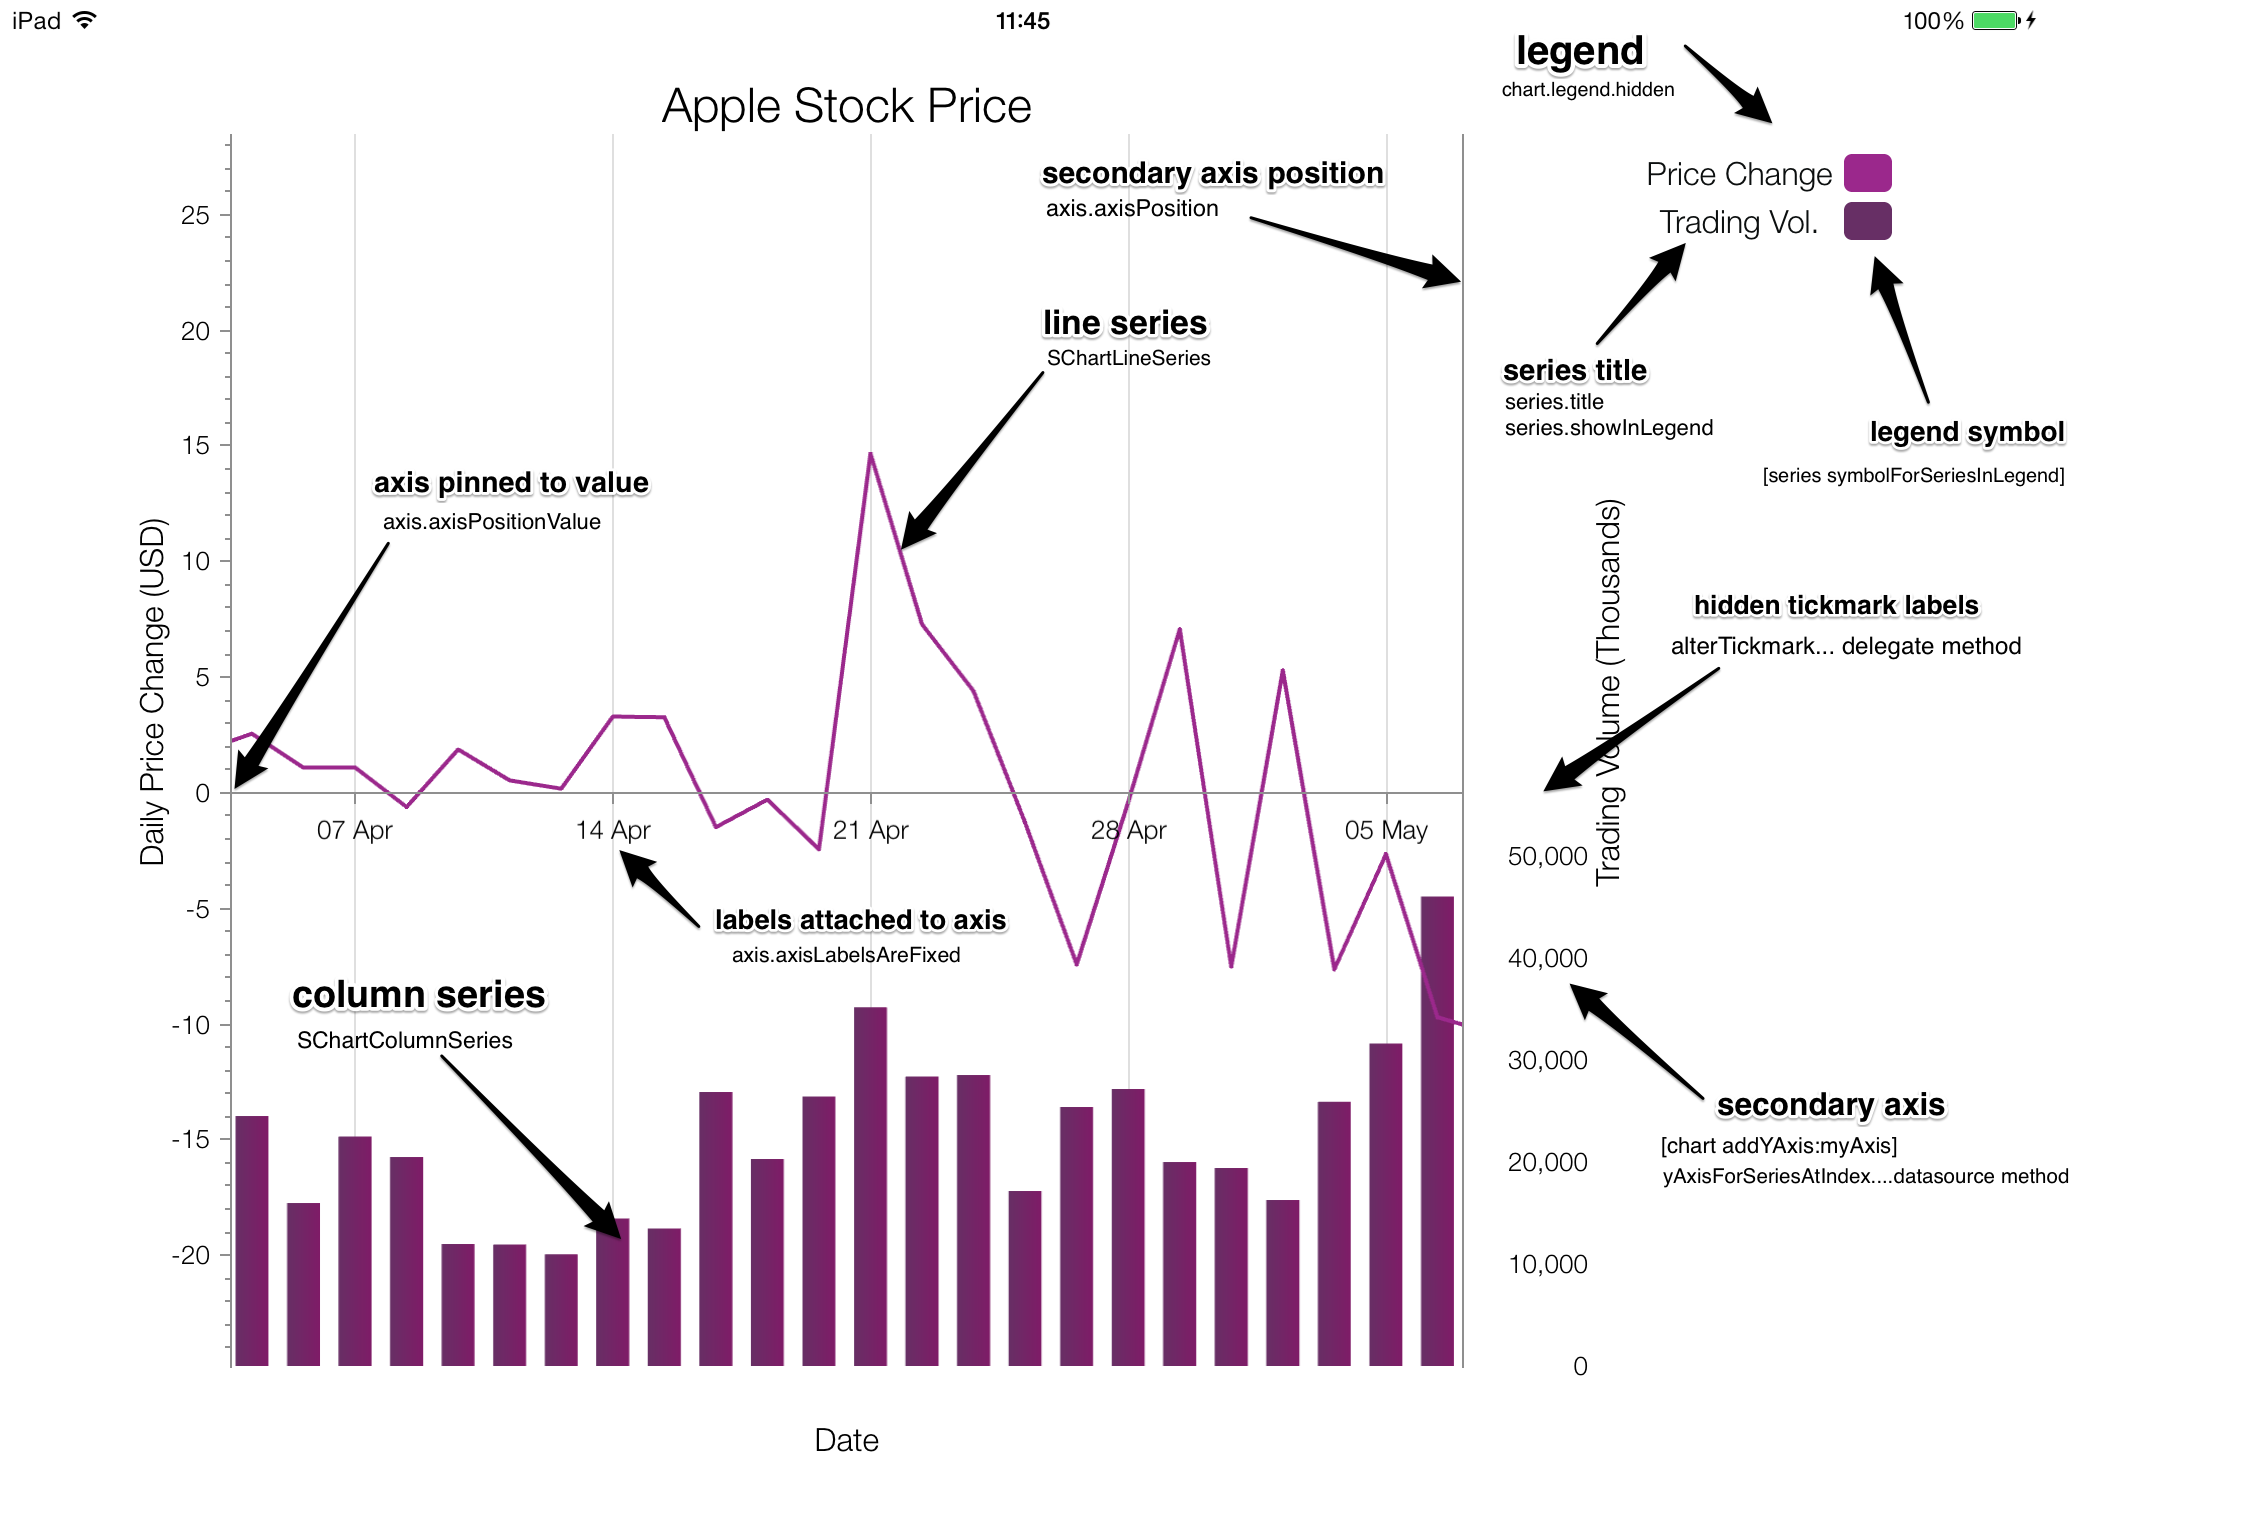 iPad
11:45
100%
legend
chart.legend.hidden
Apple Stock Price
Price Change
Trading Vol.
secondary axis position
axis.axisPosition
line series
SChartLineSeries
series title
series.title
series.showInLegend
legend symbol
[series symbolForSeriesInLegend]
axis pinned to value
axis.axisPositionValue
hidden tickmark labels
alterTickmark... delegate method
Daily Price Change (USD)
25
20
15
10
5
0
-5
-10
-15
-20
07 Apr
14 Apr
21 Apr
28 Apr
05 May
labels attached to axis
axis.axisLabelsAreFixed
column series
SChartColumnSeries
Trading Volume (Thousands)
50,000
40,000
30,000
20,000
10,000
0
secondary axis
[chart addYAxis:myAxis]
yAxisForSeriesAtIndex....datasource method
Date